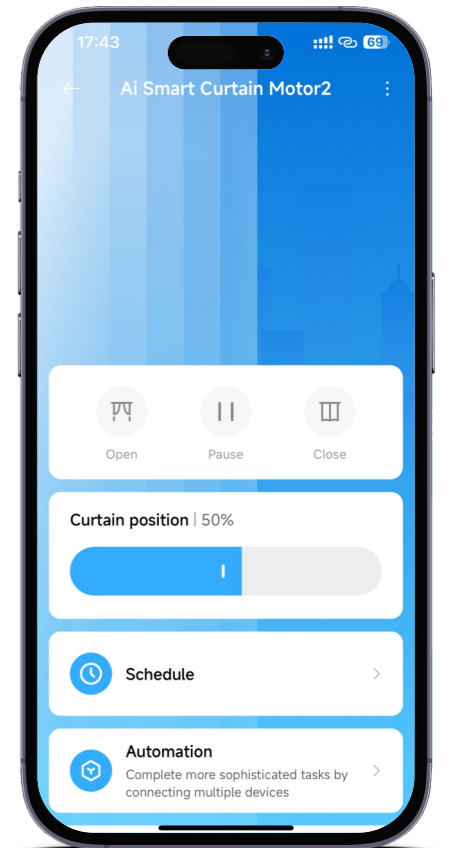 17:43
69
Ai Smart Curtain Motor2
Open
Pause
Close
Curtain position | 50%
Schedule
Automation
Complete more sophisticated tasks by
connecting multiple devices